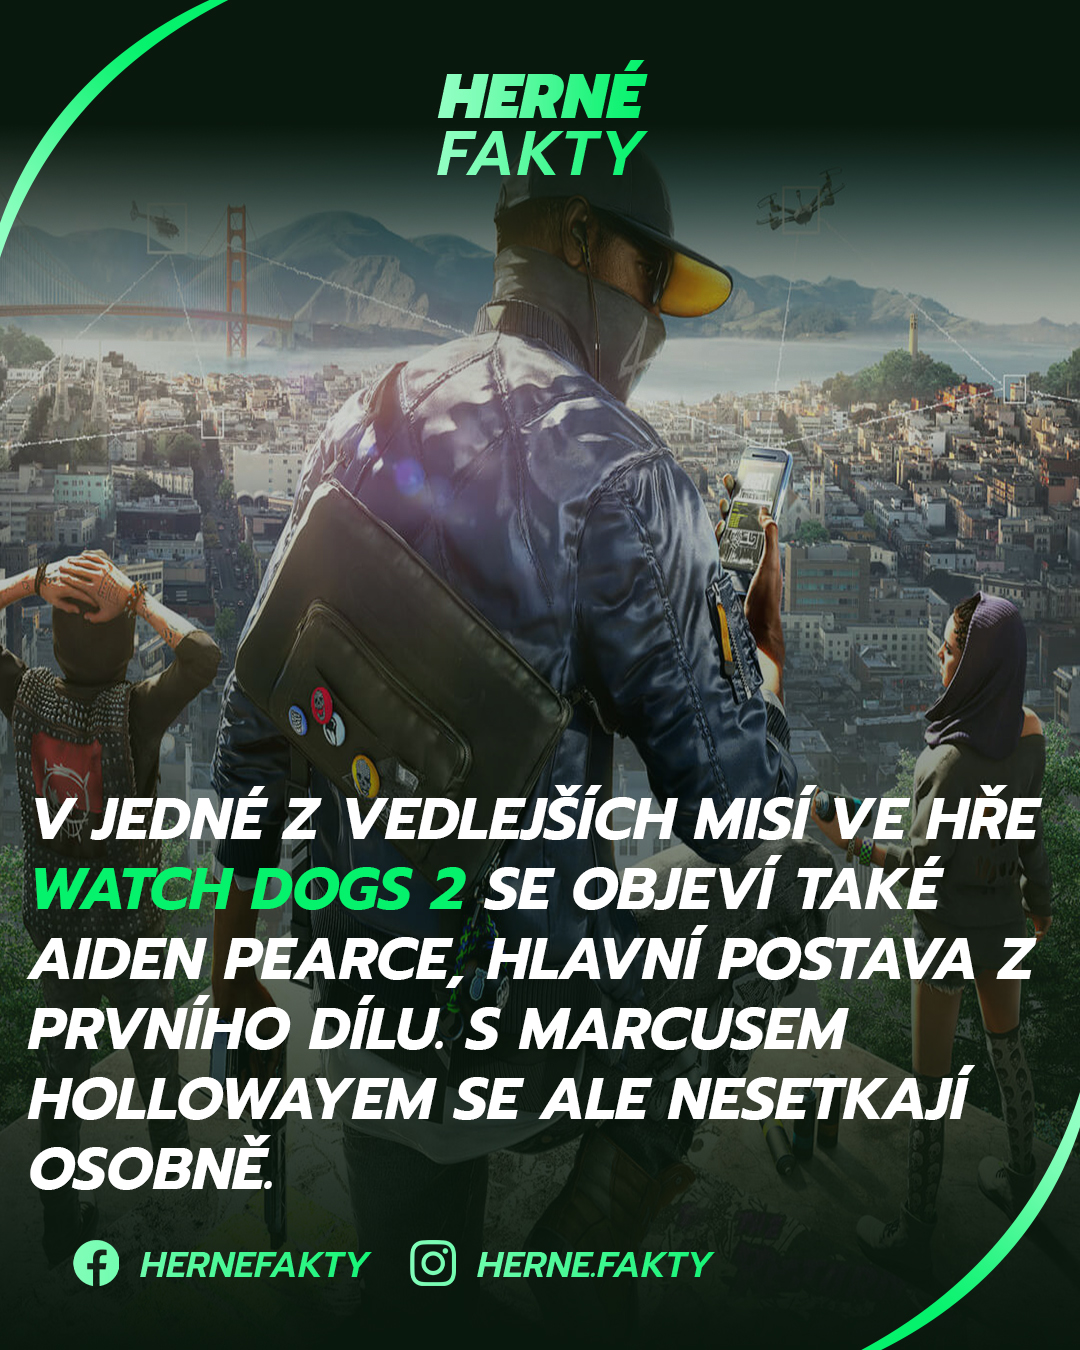 HERNÉ
FAKTY
V JEDNÉ Z VEDLEJŠÍCH MISÍ VE HŘE
WATCH DOGS 2 SE OBJEVÍ TAKÉ
AIDEN PEARCE, HLAVNÍ POSTAVA Z
PRVNÍHO DÍLU. S MARCUSEM
HOLLOWAYEM SE ALE NESETKAJÍ
OSOBNĚ.
HERNEFAKTY HERNE.FAKTY